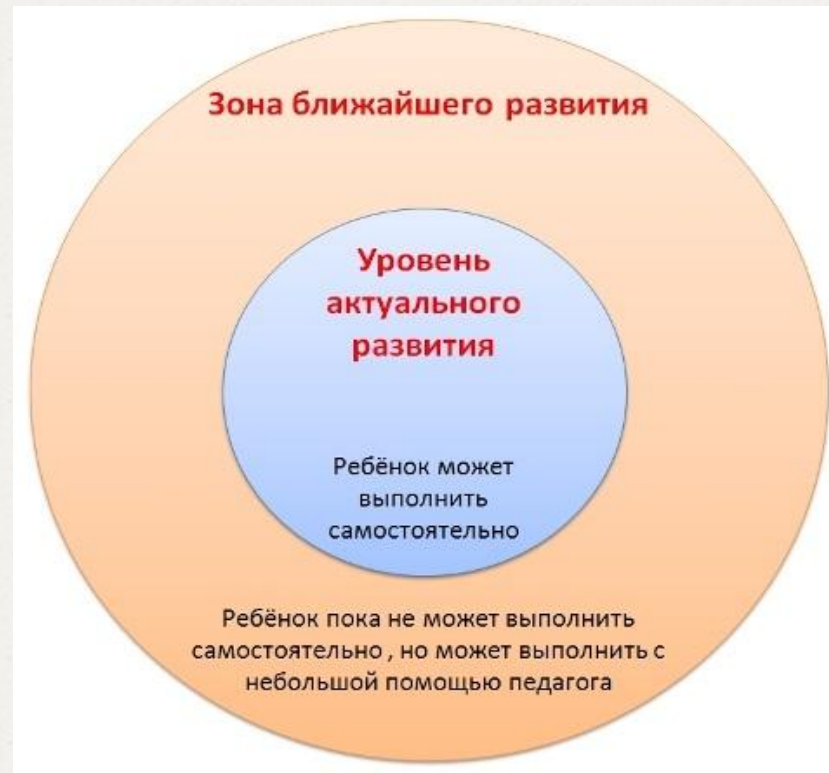 Зона ближайшего развития
Уровень
актуального
развития
Ребёнок может
выполнить
самостоятельно
Ребёнок пока не может выполнить
самостоятельно , но может выполнить с
небольшой помощью педагога